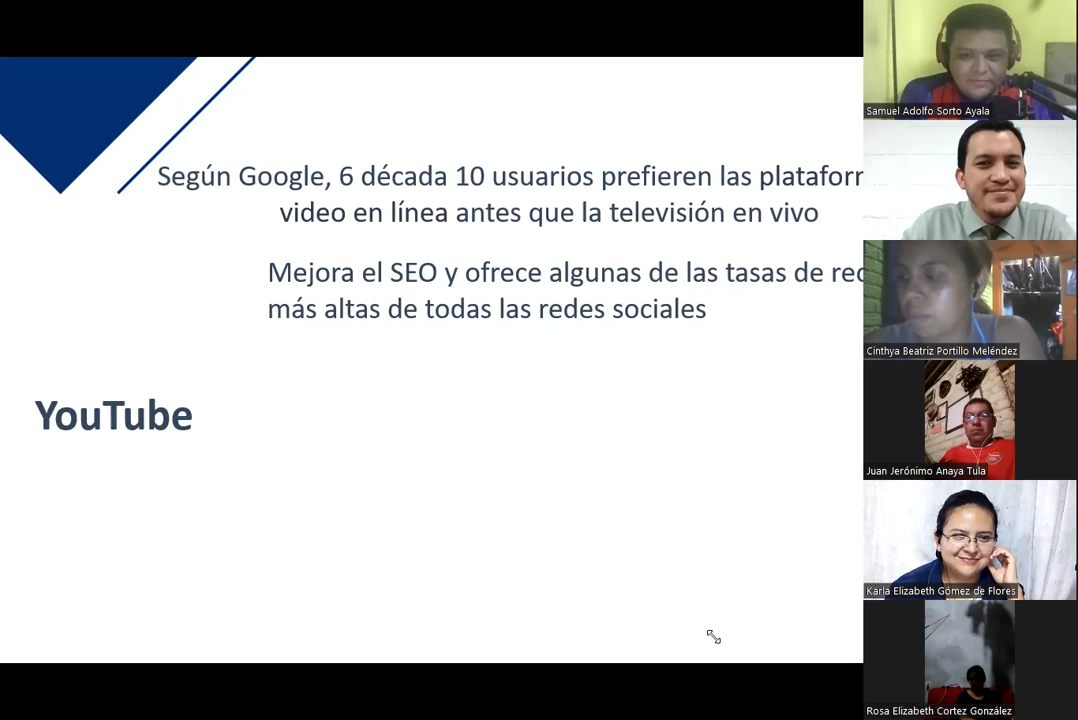 Según Google, 6 década 10 usuarios prefieren las
video en línea antes que la televisión en vivo
Mejora el SEO y ofrece algunas de las tasas de
más altas de todas las redes sociales
YouTube
Samuel Adolfo Sorto Ayala
Cinthya Beatriz Portillo Meléndez
Juan Jerónimo Anaya Tula
Karla Elizabeth Gómez de Flores
Rosa Elizabeth Cortez González